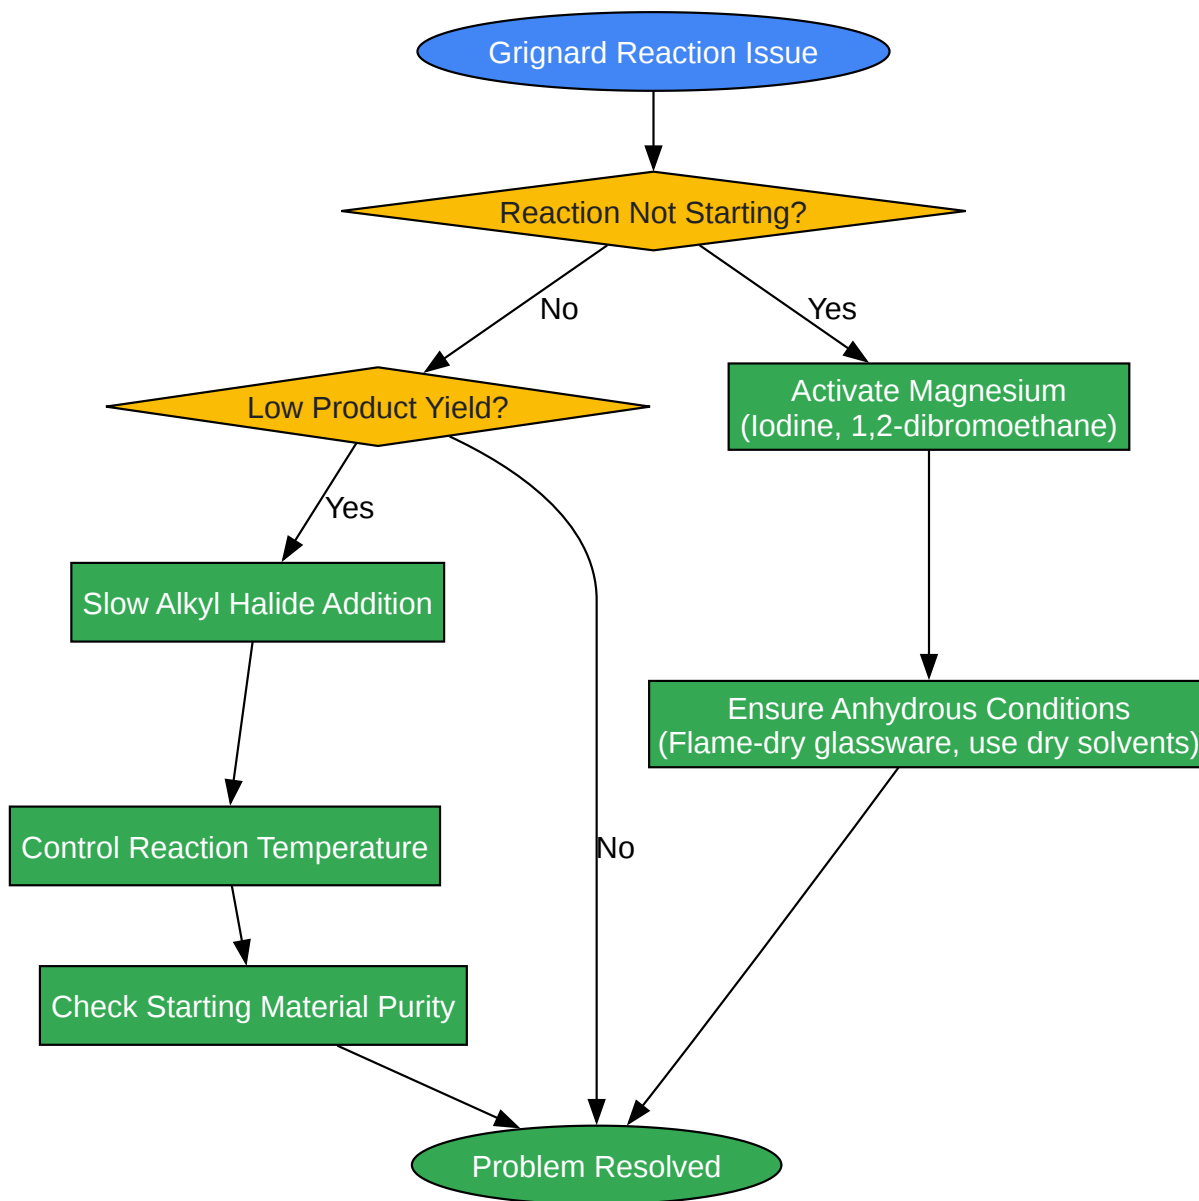 Grignard Reaction Issue
Reaction Not Starting?
No
Yes
Low Product Yield?
Activate Magnesium
(Iodine, 1,2-dibromoethane)
Yes
Slow Alkyl Halide Addition
Ensure Anhydrous Conditions
(Flame-dry glassware, use dry solvents)
Control Reaction Temperature
No
Check Starting Material Purity
Problem Resolved